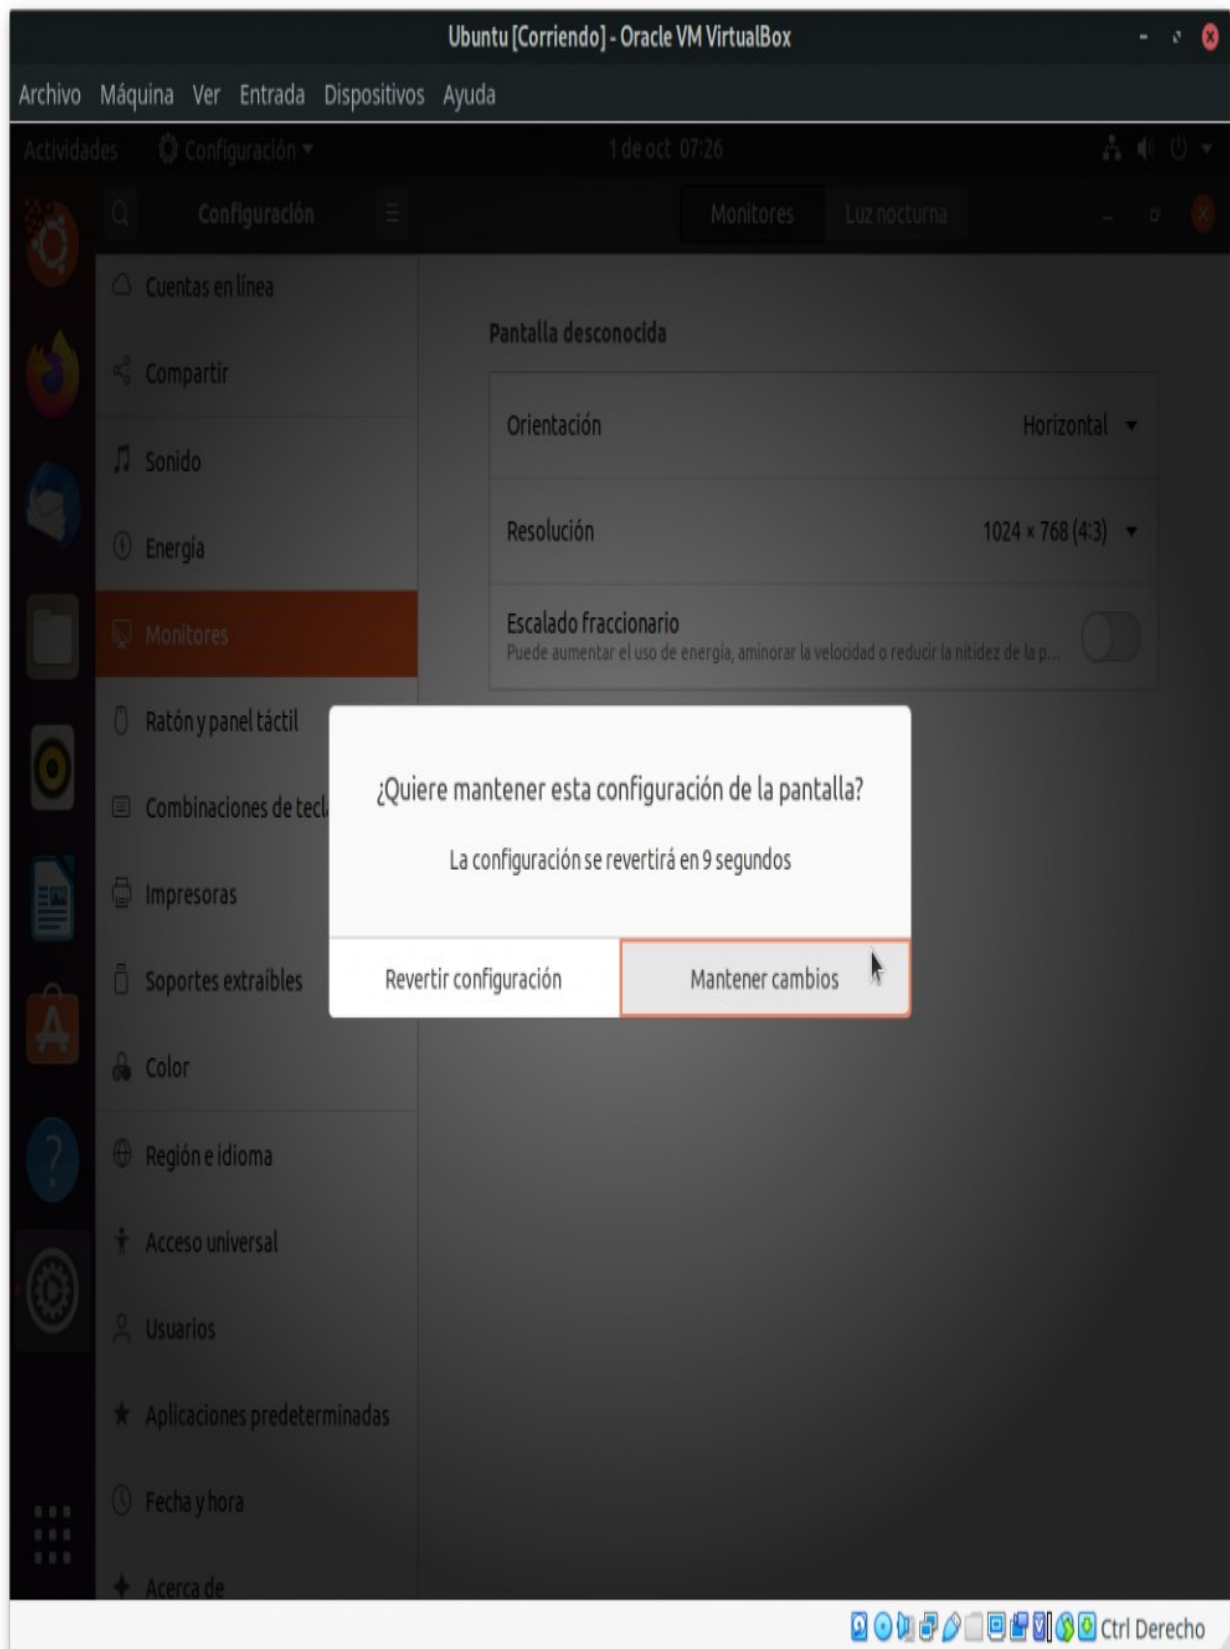 Ubuntu [Corriendo] - Oracle VM VirtualBox
Archivo Máquina Ver Entrada Dispositivos Ayuda
Actividades Configuración 1 de oct 07:26
Configuración Monitores Luz nocturna
Cuentas en línea
Compartir
Sonido
Energía
Monitores
Ratón y panel táctil
Combinaciones de tecl
Impresoras
Soportes extraíbles
Color
Región e idioma
Acceso universal
Usuarios
Aplicaciones predeterminadas
Fecha y hora
Acerca de
Pantalla desconocida
Orientación Horizontal
Resolución 1024 × 768 (4:3)
Escalado fraccionario
Puede aumentar el uso de energía, aminorar la velocidad o reducir la nitidez de la p...
¿Quiere mantener esta configuración de la pantalla?
La configuración se revertirá en 9 segundos
Revertir configuración Mantener cambios
Ctrl Derecho